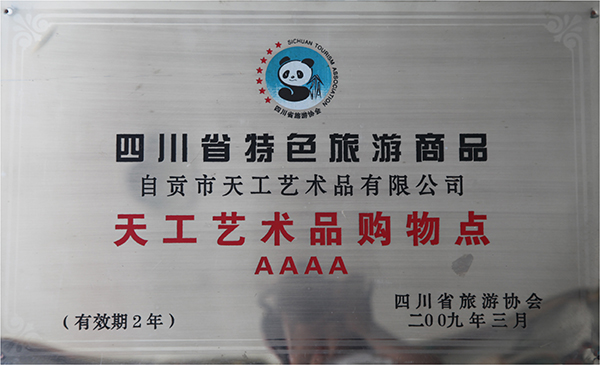 SICHUAN TOURISM ASSOCIATION
四川省旅游协会
四川省特色旅游商品
自贡市天工艺术品有限公司
天工艺术品购物点
AAAA
四川省旅游协会
(有效期2年)
二00九年三月